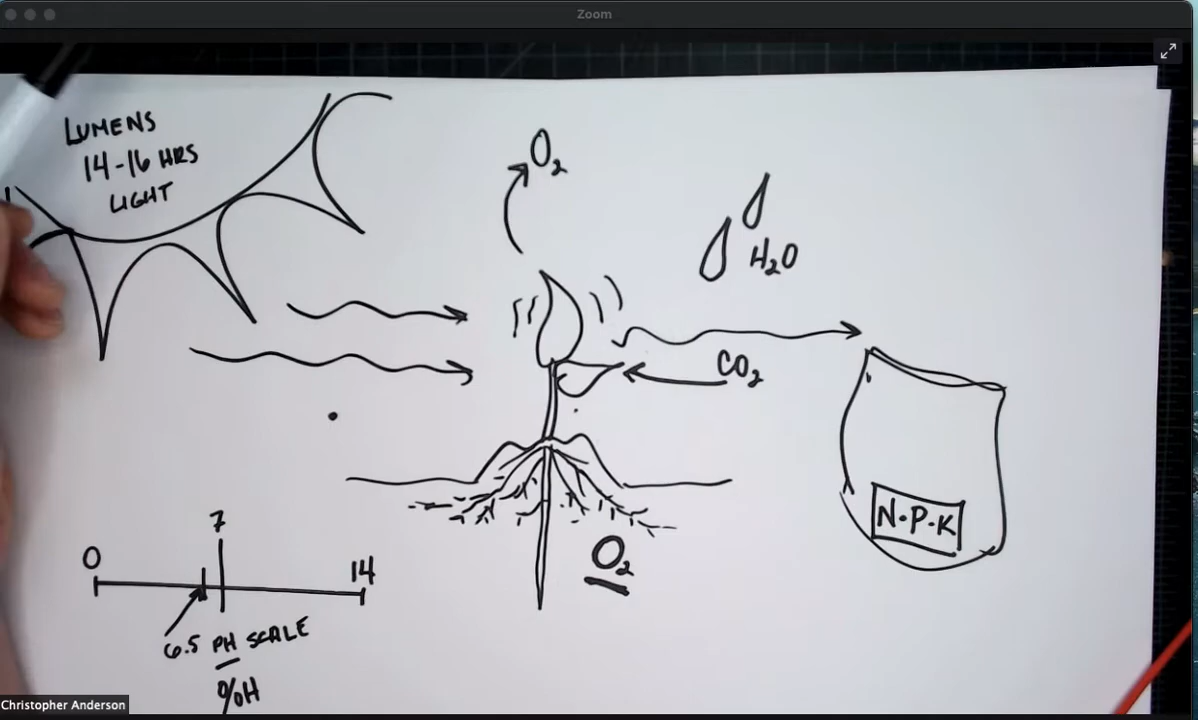 Zoom
LUMENS
14-16 HRS
LIGHT
O₂
H₂O
CO₂
N·P·K
O₂
0
7
14
6.5 PH SCALE
%H
Christopher Anderson